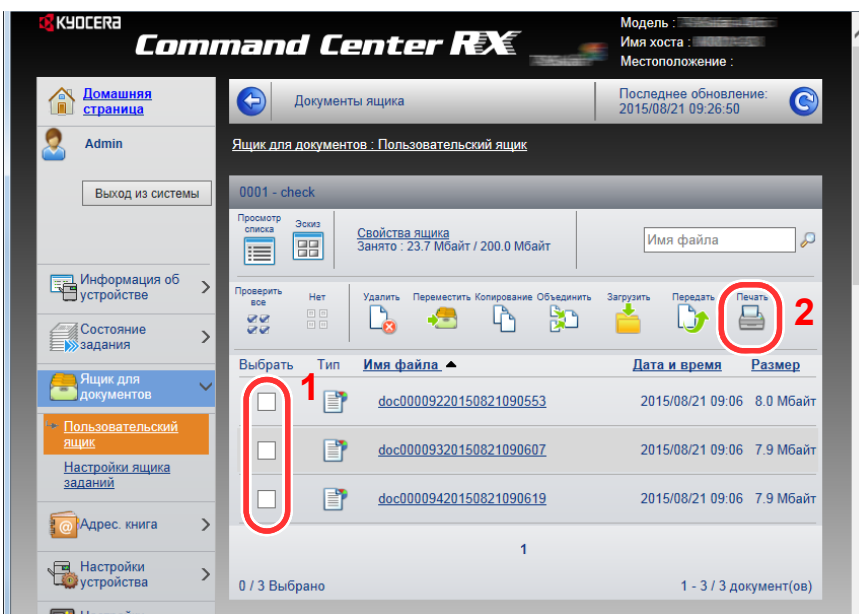 KYOCERA
Command Center RX
Модель :
Имя хоста :
Местоположение :
Домашняя
страница
Документы ящика
Последнее обновление:
2015/08/21 09:26:50
Admin
Ящик для документов : Пользовательский ящик
Выход из системы
0001 - check
Просмотр
списка
Эскиз
Свойства ящика
Занято : 23.7 Мбайт / 200.0 Мбайт
Имя файла
Информация об
устройстве
Проверить
все
Нет
Удалить
Переместить
Копирование
Объединить
Загрузить
Передать
Печать
2
Состояние
задания
Выбрать
Тип
Имя файла
Дата и время
Размер
1
Ящик для
документов
doc00009220150821090553
2015/08/21 09:06
8.0 Мбайт
Пользовательский
ящик
doc00009320150821090607
2015/08/21 09:06
7.9 Мбайт
Настройки ящика
заданий
doc00009420150821090619
2015/08/21 09:06
7.9 Мбайт
Адрес. книга
1
Настройки
устройства
0 / 3 Выбрано
1 - 3 / 3 документ(ов)